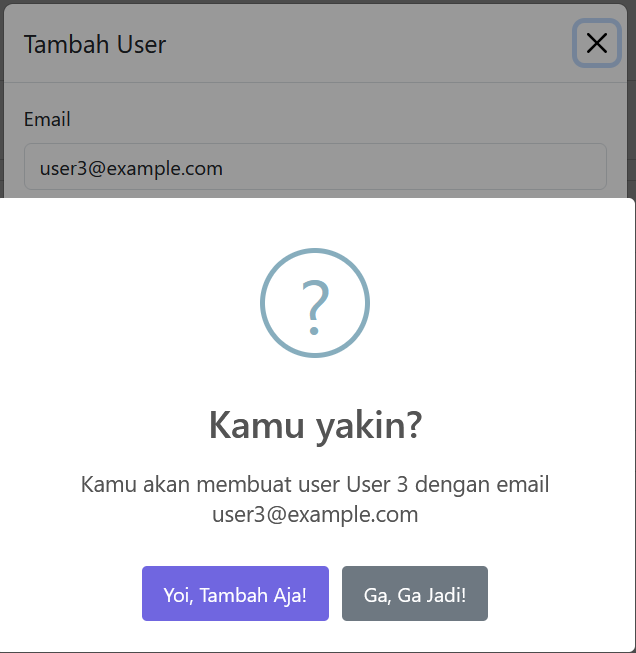 Tambah User
Email
user3@example.com
?
Kamu yakin?
Kamu akan membuat user User 3 dengan email
user3@example.com
Yoi, Tambah Aja!
Ga, Ga Jadi!